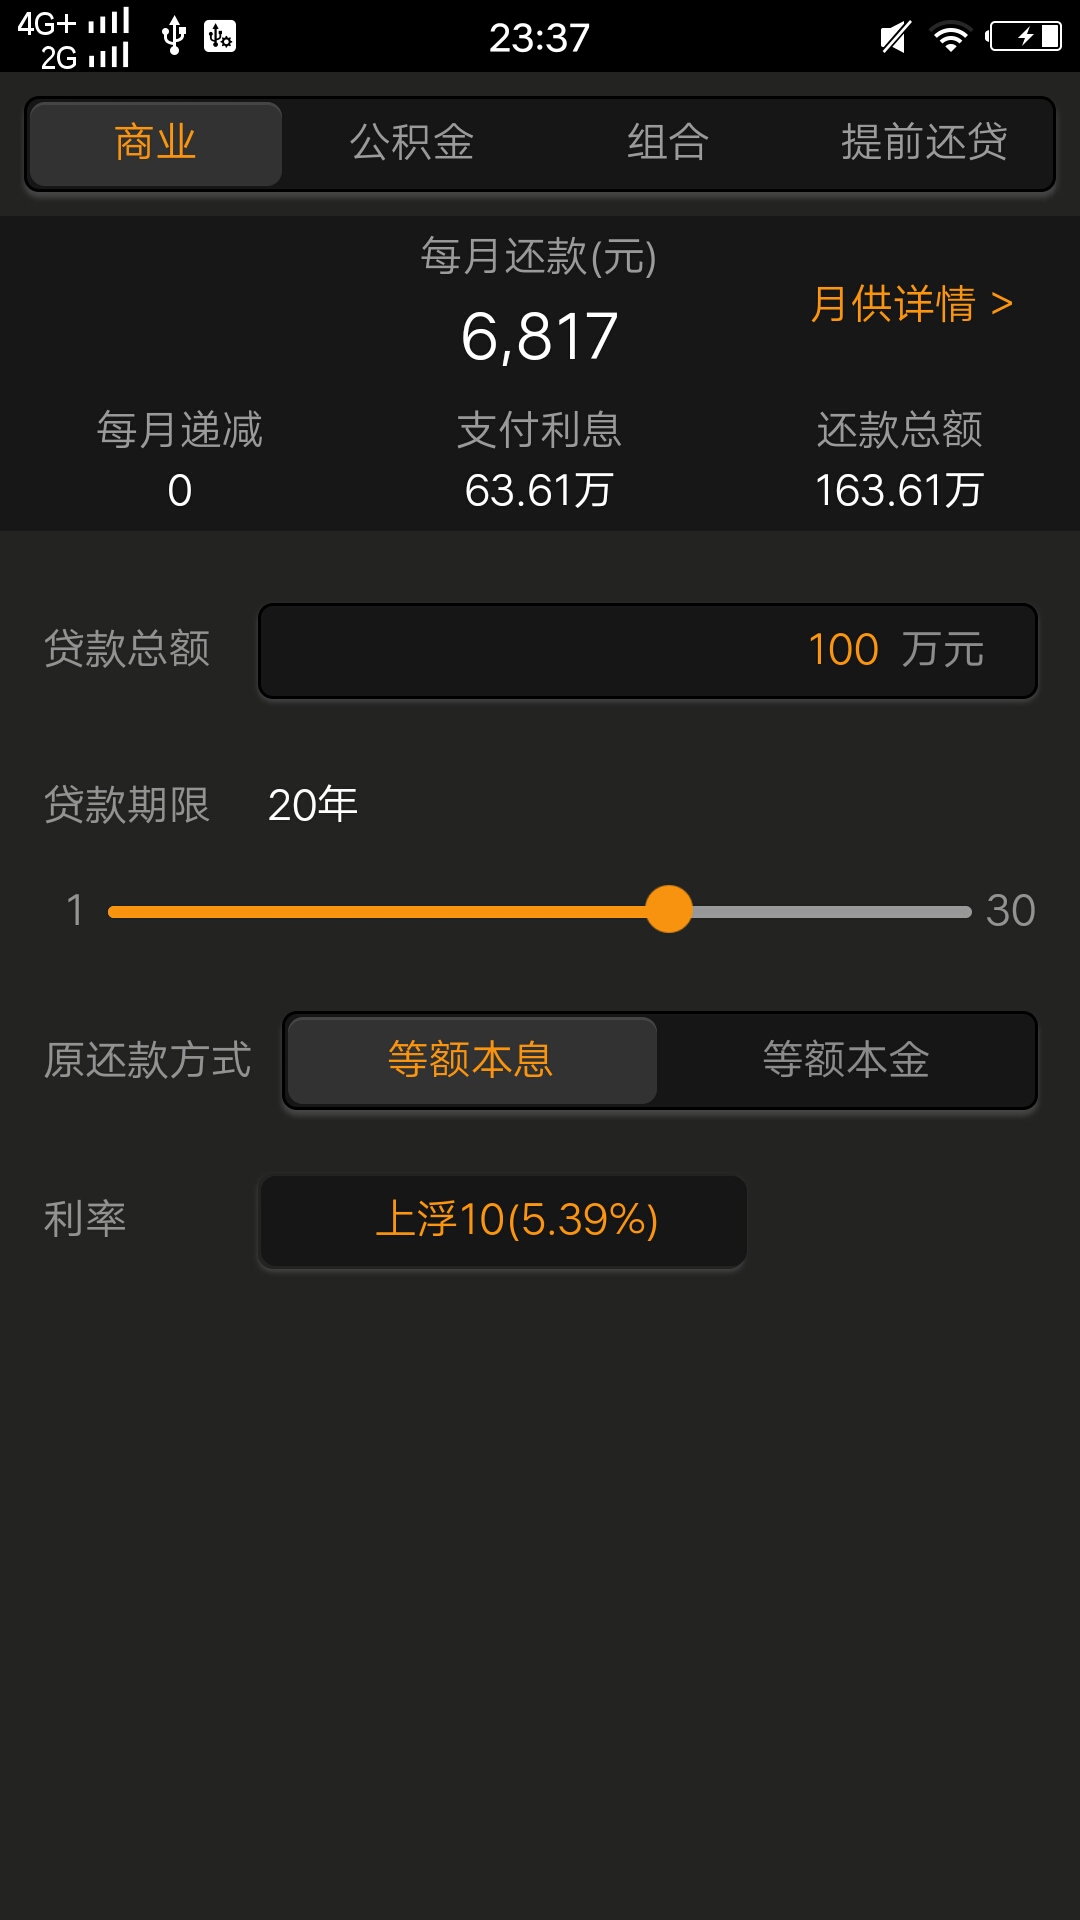 4G+
2G
23:37
商业 公积金 组合 提前还贷
每月还款(元)
6,817
月供详情 >
每月递减 支付利息 还款总额
0 63.61万 163.61万
贷款总额 100 万元
贷款期限 20年
1 30
原还款方式 等额本息 等额本金
利率 上浮10(5.39%)